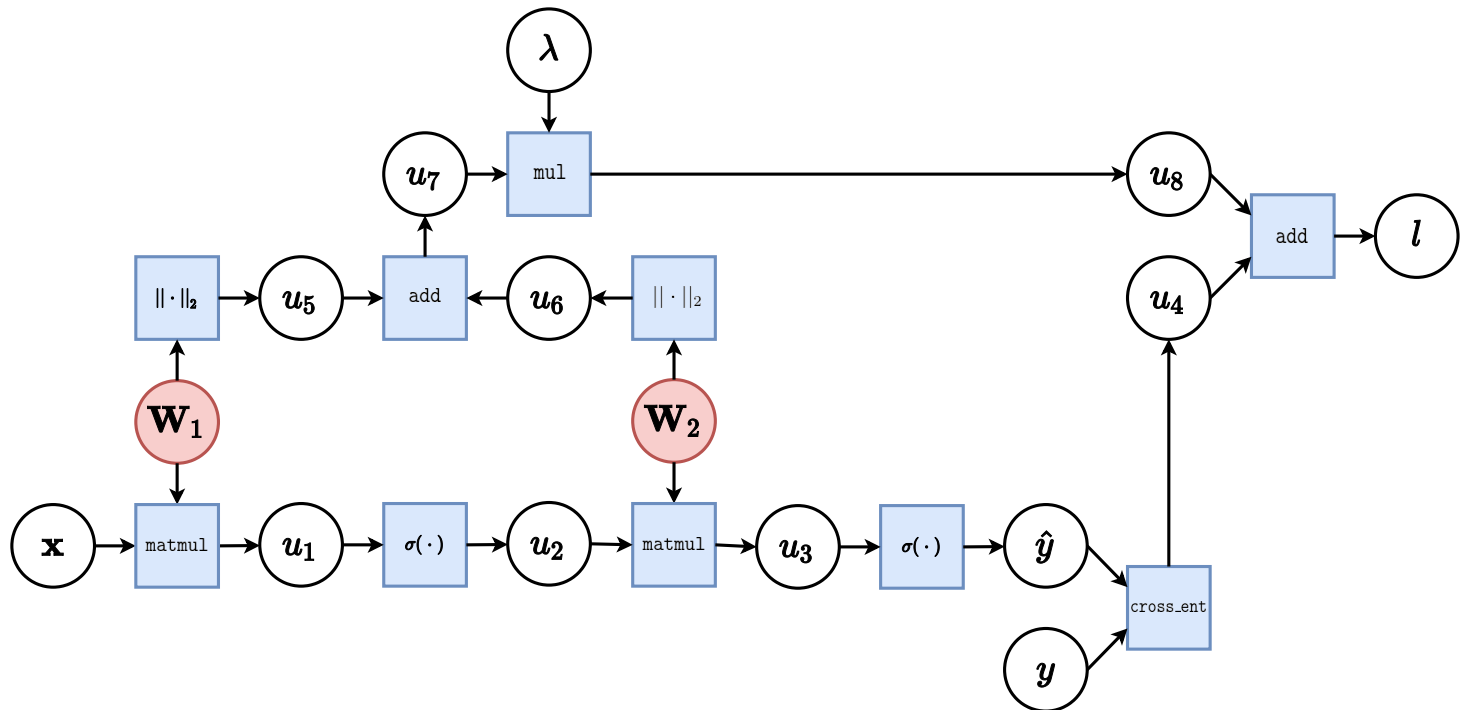 λ
u₇
mul
u₈
add
l
||·||₂
u₅
add
u₆
||·||₂
u₄
W₁
W₂
x
matmul
u₁
σ(·)
u₂
matmul
u₃
σ(·)
ŷ
cross_ent
y